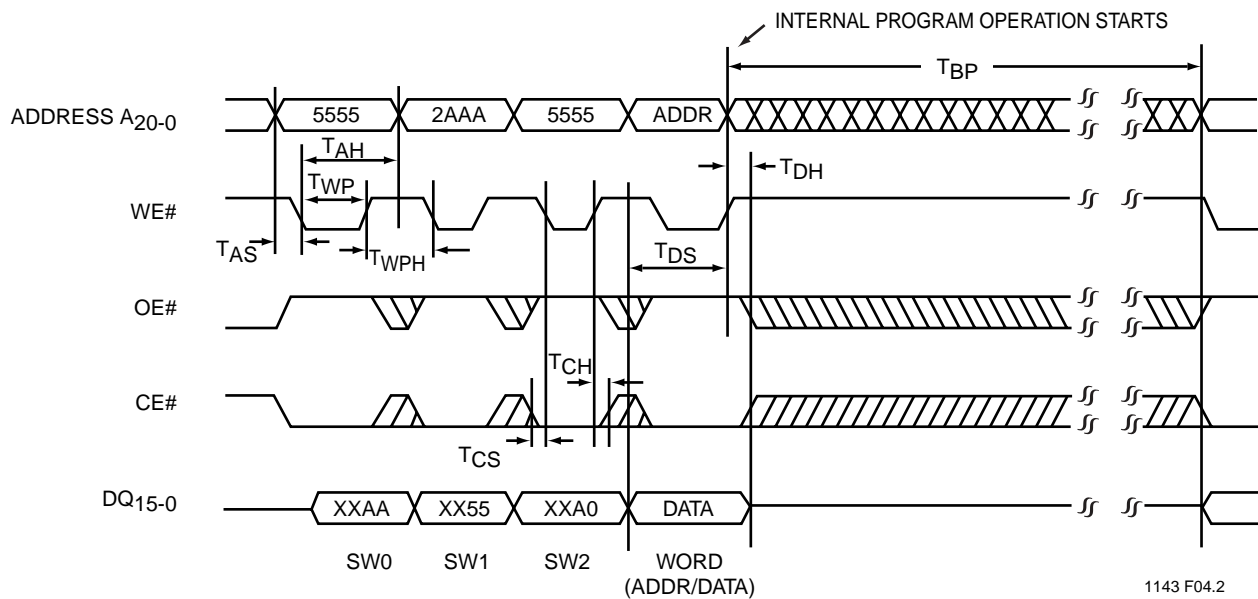 INTERNAL PROGRAM OPERATION STARTS
TBP
ADDRESS A20-0
5555
2AAA
5555
ADDR
TAH
TDH
TWP
WE#
TAS
TWPH
TDS
OE#
TCH
CE#
TCS
DQ15-0
XXAA
XX55
XXA0
DATA
SW0
SW1
SW2
WORD
(ADDR/DATA)
1143 F04.2